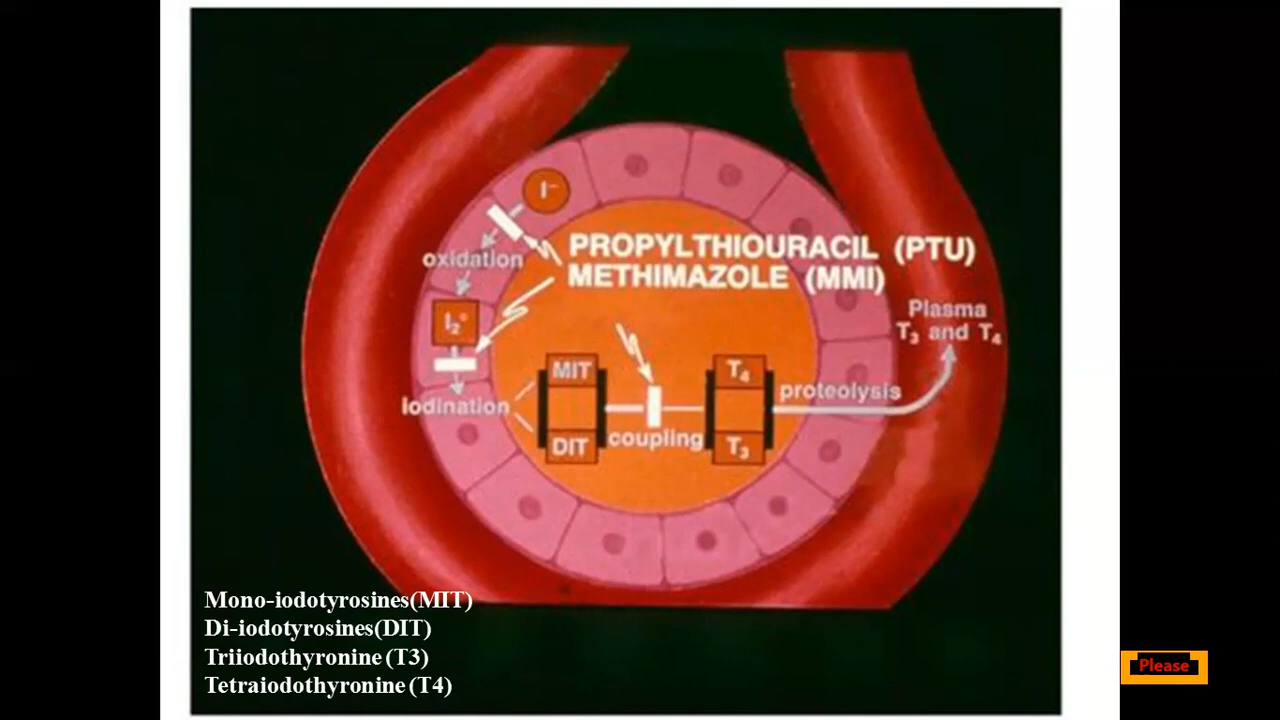 I⁻
PROPYLTHIOURACIL (PTU)
METHIMAZOLE (MMI)
oxidation
I₂°
Plasma
T₃ and T₄
MIT
T₄
proteolysis
iodination
coupling
DIT
T₃
Mono-iodotyrosines(MIT)
Di-iodotyrosines(DIT)
Triiodothyronine (T3)
Tetraiodothyronine (T4)
Please